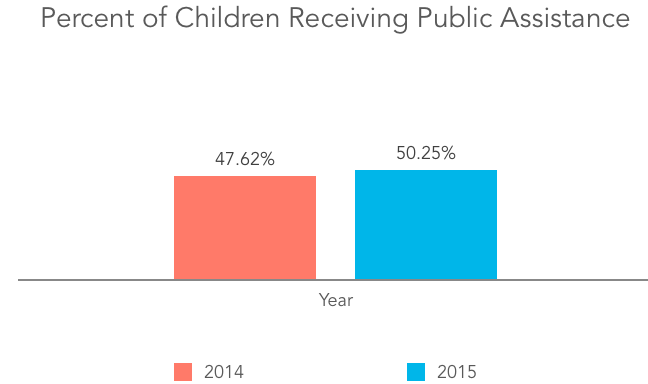 Percent of Children Receiving Public Assistance
47.62%
50.25%
Year
2014
2015